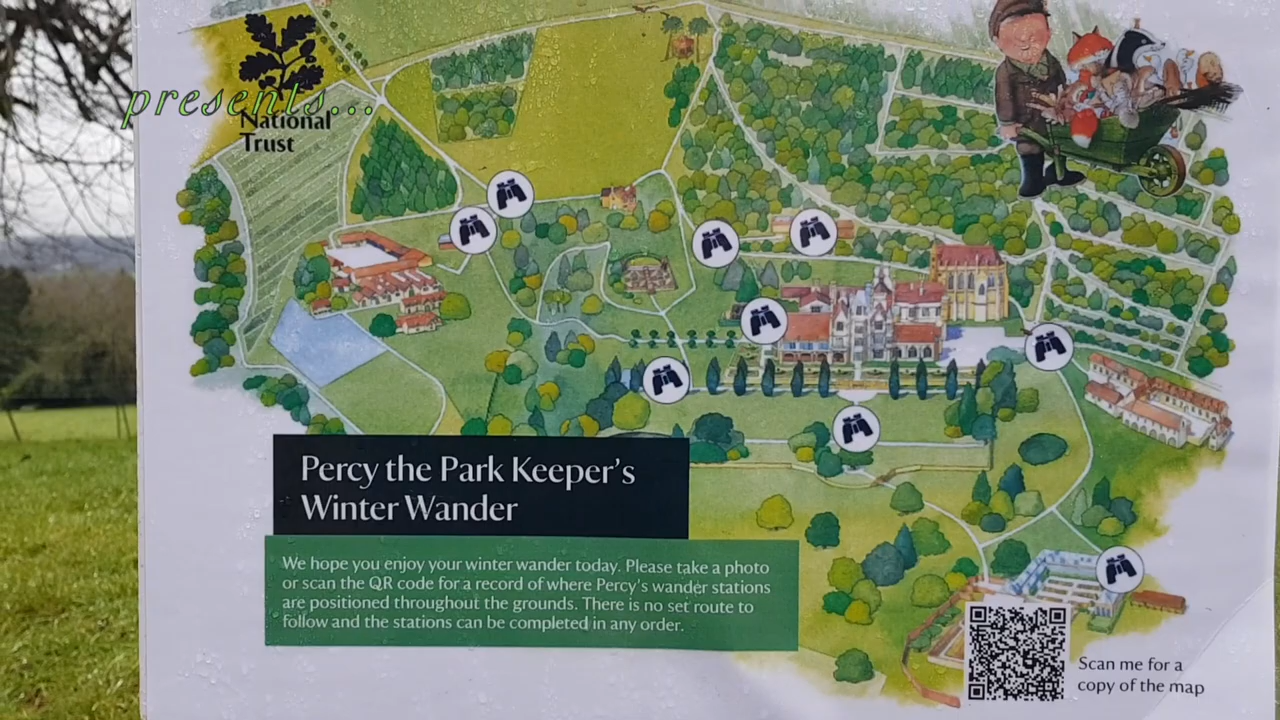 presents...
National
Trust
Percy the Park Keeper's
Winter Wander
We hope you enjoy your winter wander today. Please take a photo
or scan the QR code for a record of where Percy's wander stations
are positioned throughout the grounds. There is no set route to
follow and the stations can be completed in any order.
Scan me for a
copy of the map